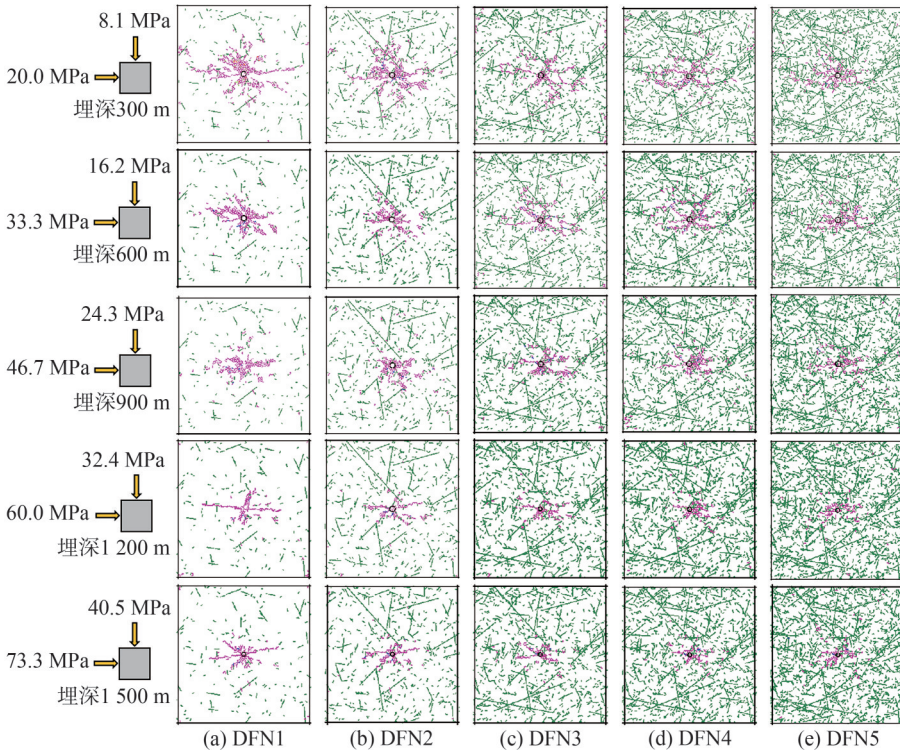 8.1 MPa
20.0 MPa
埋深300 m
16.2 MPa
33.3 MPa
埋深600 m
24.3 MPa
46.7 MPa
埋深900 m
32.4 MPa
60.0 MPa
埋深1 200 m
40.5 MPa
73.3 MPa
埋深1 500 m
(a) DFN1 (b) DFN2 (c) DFN3 (d) DFN4 (e) DFN5